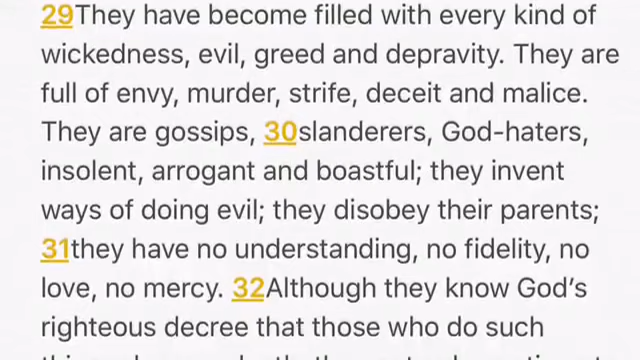 29They have become filled with every kind of
wickedness, evil, greed and depravity. They are
full of envy, murder, strife, deceit and malice.
They are gossips, 30slanderers, God-haters,
insolent, arrogant and boastful; they invent
ways of doing evil; they disobey their parents;
31they have no understanding, no fidelity, no
love, no mercy. 32Although they know God's
righteous decree that those who do such